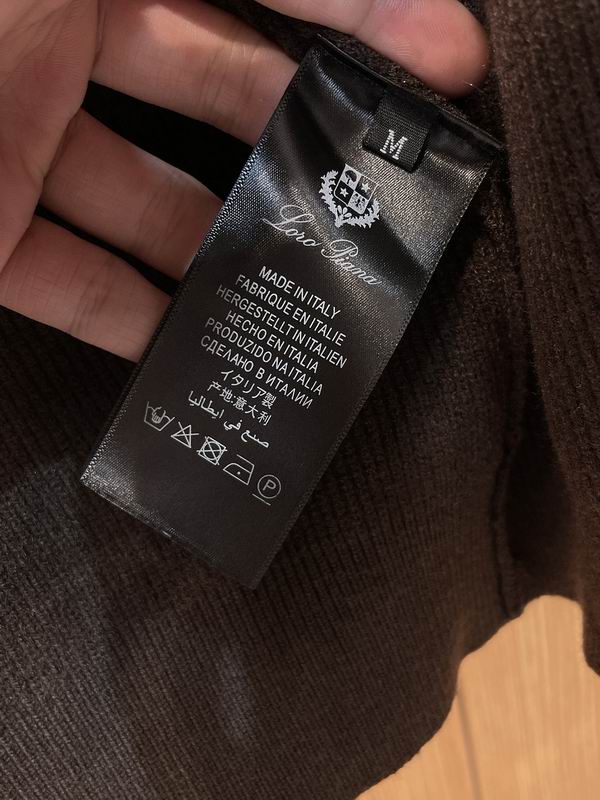 M
Loro Piana
MADE IN ITALY
FABRIQUE EN ITALIE
HERGESTELLT IN ITALIEN
HECHO EN ITALIA
PRODUZIDO NA ITALIA
СДЕЛАНО В ИТАЛИИ
イタリア製
产地:意大利
صنع في ايطاليا
P